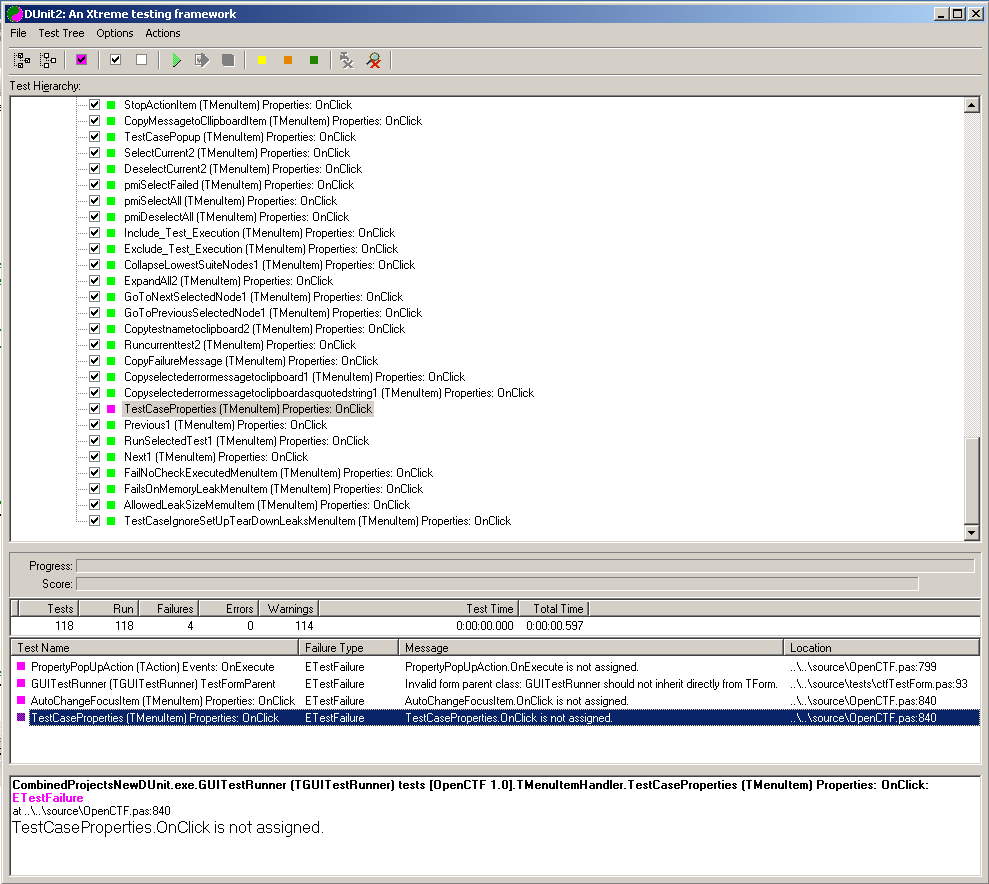 DUnit2: An Xtreme testing framework
File Test Tree Options Actions
Test Hierarchy:
StopActionItem (TMenuItem) Properties: OnClick
CopyMessagetoCllipboardItem (TMenuItem) Properties: OnClick
TestCasePopup (TMenuItem) Properties: OnClick
SelectCurrent2 (TMenuItem) Properties: OnClick
DeselectCurrent2 (TMenuItem) Properties: OnClick
pmiSelectFailed (TMenuItem) Properties: OnClick
pmiSelectAll (TMenuItem) Properties: OnClick
pmiDeselectAll (TMenuItem) Properties: OnClick
Include_Test_Execution (TMenuItem) Properties: OnClick
Exclude_Test_Execution (TMenuItem) Properties: OnClick
CollapseLowestSuiteNodes1 (TMenuItem) Properties: OnClick
ExpandAll2 (TMenuItem) Properties: OnClick
GoToNextSelectedNode1 (TMenuItem) Properties: OnClick
GoToPreviousSelectedNode1 (TMenuItem) Properties: OnClick
Copytestnametoclipboard2 (TMenuItem) Properties: OnClick
Runcurrenttest2 (TMenuItem) Properties: OnClick
CopyFailureMessage (TMenuItem) Properties: OnClick
Copyselectederrormessagetoclipboard1 (TMenuItem) Properties: OnClick
Copyselectederrormessagetoclipboardasquotedstring1 (TMenuItem) Properties: OnClick
TestCaseProperties (TMenuItem) Properties: OnClick
Previous1 (TMenuItem) Properties: OnClick
RunSelectedTest1 (TMenuItem) Properties: OnClick
Next1 (TMenuItem) Properties: OnClick
FailNoCheckExecutedMenuItem (TMenuItem) Properties: OnClick
FailsOnMemoryLeakMenuItem (TMenuItem) Properties: OnClick
AllowedLeakSizeMemuItem (TMenuItem) Properties: OnClick
TestCaseIgnoreSetUpTearDownLeaksMenuItem (TMenuItem) Properties: OnClick
Progress:
Score:
Tests Run Failures Errors Warnings Test Time Total Time
118 118 4 0 114 0:00:00.000 0:00:00.597
Test Name Failure Type Message Location
PropertyPopUpAction (TAction) Events: OnExecute ETestFailure PropertyPopUpAction.OnExecute is not assigned. ..\..\source\OpenCTF.pas:799
GUITestRunner (TGUITestRunner) TestFormParent ETestFailure Invalid form parent class: GUITestRunner should not inherit directly from TForm. ..\..\source\tests\ctfTestForm.pas:93
AutoChangeFocusItem (TMenuItem) Properties: OnClick ETestFailure AutoChangeFocusItem.OnClick is not assigned. ..\..\source\OpenCTF.pas:840
TestCaseProperties (TMenuItem) Properties: OnClick ETestFailure TestCaseProperties.OnClick is not assigned. ..\..\source\OpenCTF.pas:840
CombinedProjectsNewDUnit.exe.GUITestRunner (TGUITestRunner) tests [OpenCTF 1.0].TMenuItemHandler.TestCaseProperties (TMenuItem) Properties: OnClick:
ETestFailure
at ..\..\source\OpenCTF.pas:840
TestCaseProperties.OnClick is not assigned.